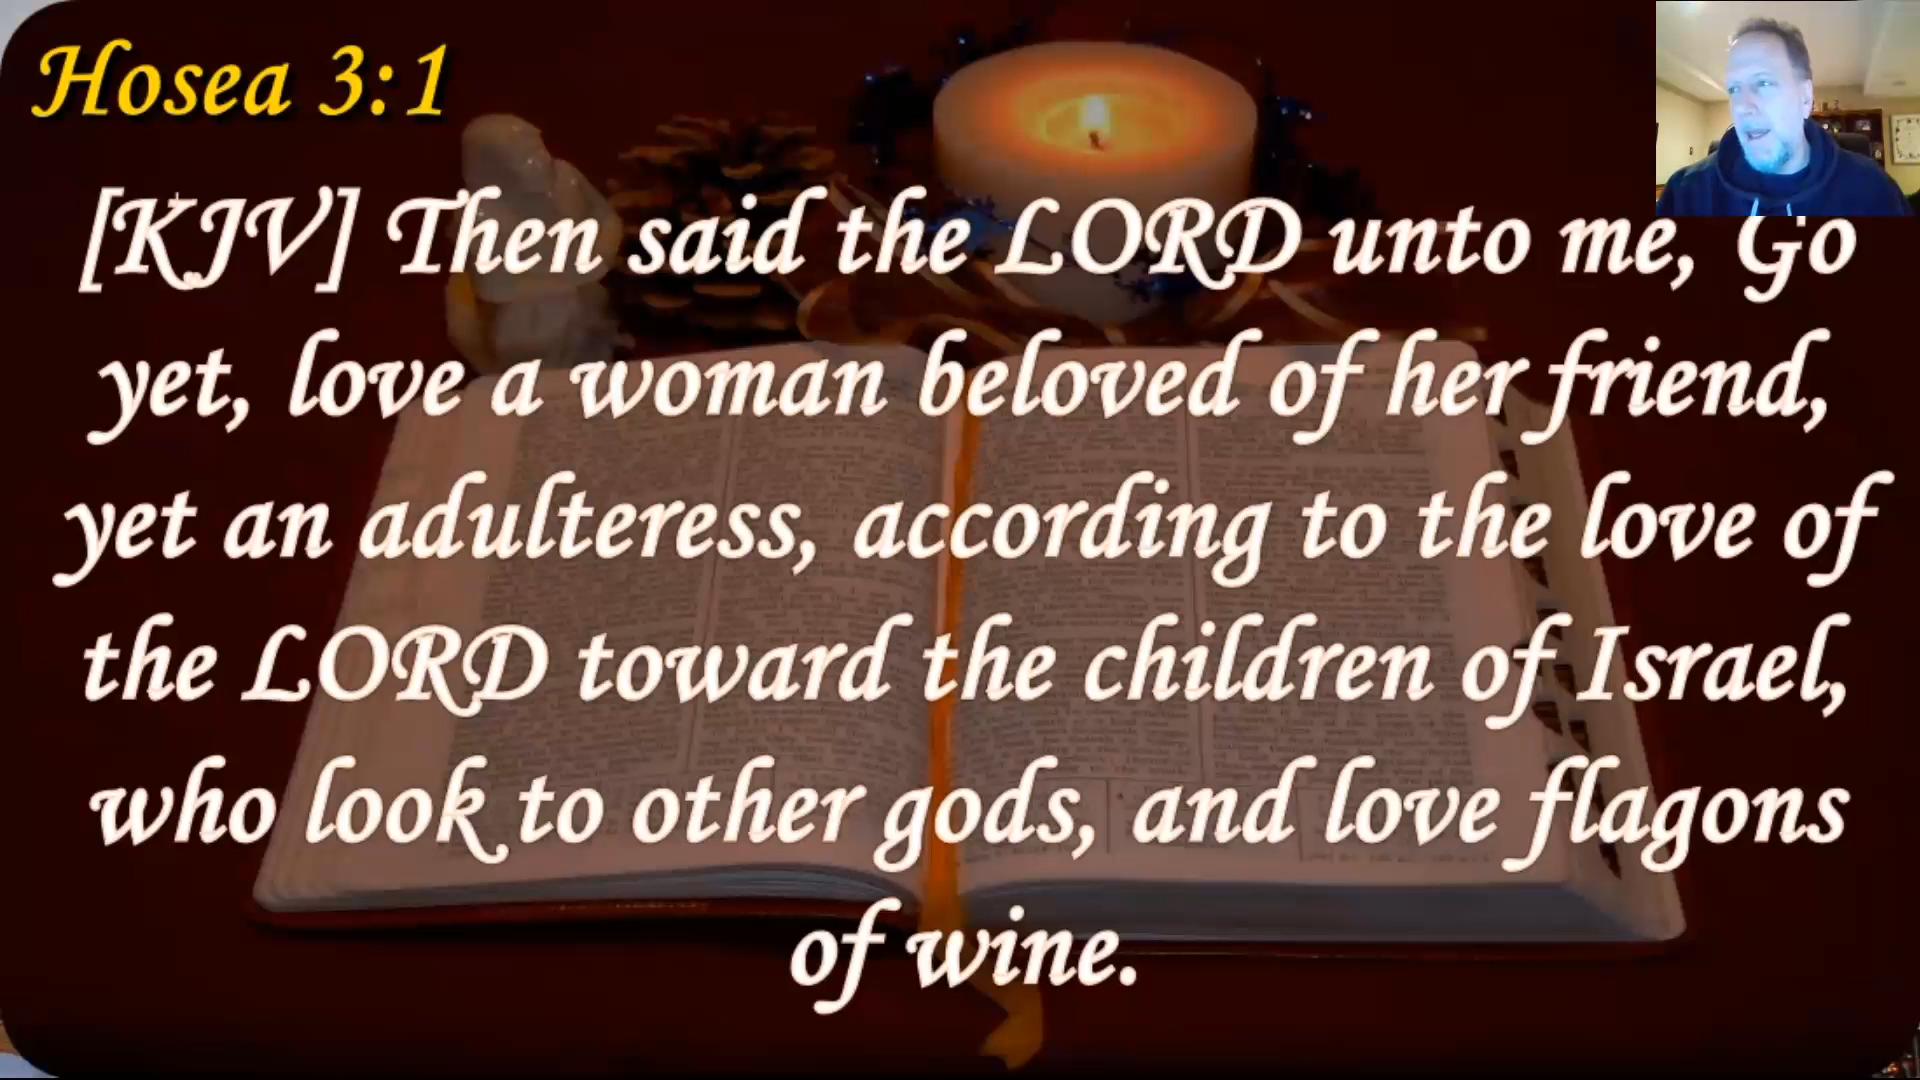 Hosea 3:1
[KJV] Then said the LORD unto me, Go
yet, love a woman beloved of her friend,
yet an adulteress, according to the love of
the LORD toward the children of Israel,
who look to other gods, and love flagons
of wine.